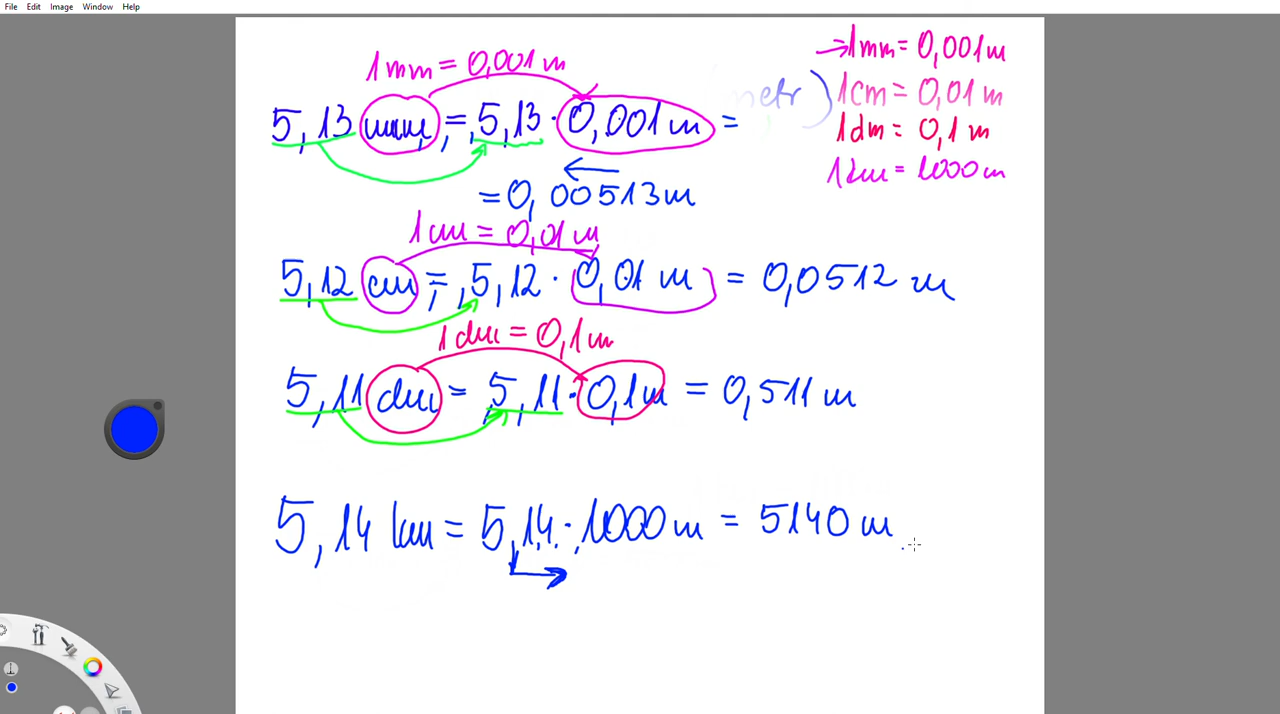 File Edit Image Window Help
1mm = 0,001 m
5,13 mm = 5,13 · 0,001 m =
= 0,00513 m
1cm = 0,01 m
5,12 cm = 5,12 · 0,01 m = 0,0512 m
1dm = 0,1 m
5,11 dm = 5,11 · 0,1 m = 0,511 m
5,14 km = 5,14 · 1000 m = 5140 m
→ 1mm = 0,001 m
1cm = 0,01 m
1dm = 0,1 m
1km = 1000 m